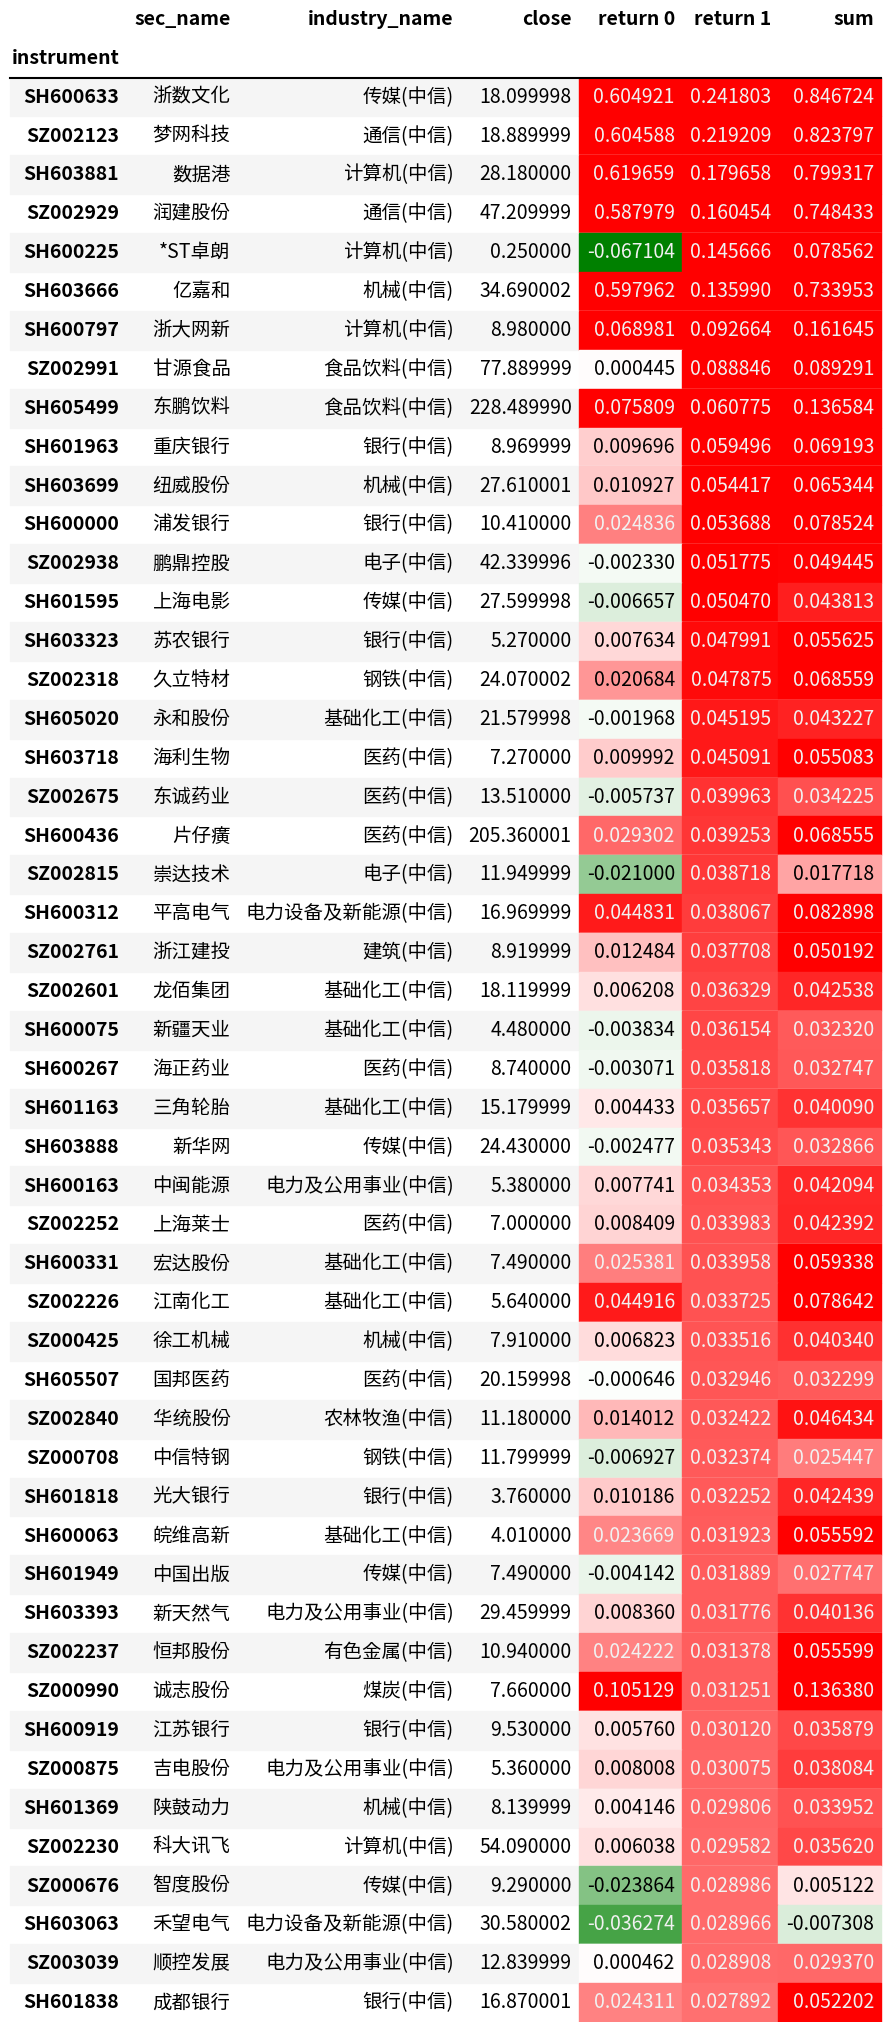 sec_name industry_name close return 0 return 1 sum
instrument
SH600633 浙数文化 传媒(中信) 18.099998 0.604921 0.241803 0.846724
SZ002123 梦网科技 通信(中信) 18.889999 0.604588 0.219209 0.823797
SH603881 数据港 计算机(中信) 28.180000 0.619659 0.179658 0.799317
SZ002929 润建股份 通信(中信) 47.209999 0.587979 0.160454 0.748433
SH600225 *ST卓朗 计算机(中信) 0.250000 -0.067104 0.145666 0.078562
SH603666 亿嘉和 机械(中信) 34.690002 0.597962 0.135990 0.733953
SH600797 浙大网新 计算机(中信) 8.980000 0.068981 0.092664 0.161645
SZ002991 甘源食品 食品饮料(中信) 77.889999 0.000445 0.088846 0.089291
SH605499 东鹏饮料 食品饮料(中信) 228.489990 0.075809 0.060775 0.136584
SH601963 重庆银行 银行(中信) 8.969999 0.009696 0.059496 0.069193
SH603699 纽威股份 机械(中信) 27.610001 0.010927 0.054417 0.065344
SH600000 浦发银行 银行(中信) 10.410000 0.024836 0.053688 0.078524
SZ002938 鹏鼎控股 电子(中信) 42.339996 -0.002330 0.051775 0.049445
SH601595 上海电影 传媒(中信) 27.599998 -0.006657 0.050470 0.043813
SH603323 苏农银行 银行(中信) 5.270000 0.007634 0.047991 0.055625
SZ002318 久立特材 钢铁(中信) 24.070002 0.020684 0.047875 0.068559
SH605020 永和股份 基础化工(中信) 21.579998 -0.001968 0.045195 0.043227
SH603718 海利生物 医药(中信) 7.270000 0.009992 0.045091 0.055083
SZ002675 东诚药业 医药(中信) 13.510000 -0.005737 0.039963 0.034225
SH600436 片仔癀 医药(中信) 205.360001 0.029302 0.039253 0.068555
SZ002815 崇达技术 电子(中信) 11.949999 -0.021000 0.038718 0.017718
SH600312 平高电气 电力设备及新能源(中信) 16.969999 0.044831 0.038067 0.082898
SZ002761 浙江建投 建筑(中信) 8.919999 0.012484 0.037708 0.050192
SZ002601 龙佰集团 基础化工(中信) 18.119999 0.006208 0.036329 0.042538
SH600075 新疆天业 基础化工(中信) 4.480000 -0.003834 0.036154 0.032320
SH600267 海正药业 医药(中信) 8.740000 -0.003071 0.035818 0.032747
SH601163 三角轮胎 基础化工(中信) 15.179999 0.004433 0.035657 0.040090
SH603888 新华网 传媒(中信) 24.430000 -0.002477 0.035343 0.032866
SH600163 中闽能源 电力及公用事业(中信) 5.380000 0.007741 0.034353 0.042094
SZ002252 上海莱士 医药(中信) 7.000000 0.008409 0.033983 0.042392
SH600331 宏达股份 基础化工(中信) 7.490000 0.025381 0.033958 0.059338
SZ002226 江南化工 基础化工(中信) 5.640000 0.044916 0.033725 0.078642
SZ000425 徐工机械 机械(中信) 7.910000 0.006823 0.033516 0.040340
SH605507 国邦医药 医药(中信) 20.159998 -0.000646 0.032946 0.032299
SZ002840 华统股份 农林牧渔(中信) 11.180000 0.014012 0.032422 0.046434
SZ000708 中信特钢 钢铁(中信) 11.799999 -0.006927 0.032374 0.025447
SH601818 光大银行 银行(中信) 3.760000 0.010186 0.032252 0.042439
SH600063 皖维高新 基础化工(中信) 4.010000 0.023669 0.031923 0.055592
SH601949 中国出版 传媒(中信) 7.490000 -0.004142 0.031889 0.027747
SH603393 新天然气 电力及公用事业(中信) 29.459999 0.008360 0.031776 0.040136
SZ002237 恒邦股份 有色金属(中信) 10.940000 0.024222 0.031378 0.055599
SZ000990 诚志股份 煤炭(中信) 7.660000 0.105129 0.031251 0.136380
SH600919 江苏银行 银行(中信) 9.530000 0.005760 0.030120 0.035879
SZ000875 吉电股份 电力及公用事业(中信) 5.360000 0.008008 0.030075 0.038084
SH601369 陕鼓动力 机械(中信) 8.139999 0.004146 0.029806 0.033952
SZ002230 科大讯飞 计算机(中信) 54.090000 0.006038 0.029582 0.035620
SZ000676 智度股份 传媒(中信) 9.290000 -0.023864 0.028986 0.005122
SH603063 禾望电气 电力设备及新能源(中信) 30.580002 -0.036274 0.028966 -0.007308
SZ003039 顺控发展 电力及公用事业(中信) 12.839999 0.000462 0.028908 0.029370
SH601838 成都银行 银行(中信) 16.870001 0.024311 0.027892 0.052202